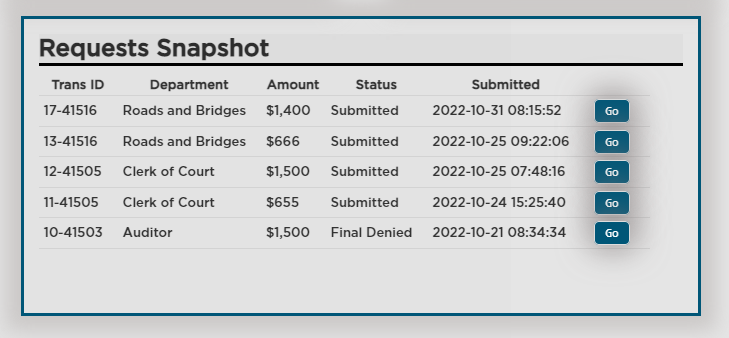 Requests Snapshot
Trans ID Department Amount Status Submitted
17-41516 Roads and Bridges $1,400 Submitted 2022-10-31 08:15:52 Go
13-41516 Roads and Bridges $666 Submitted 2022-10-25 09:22:06 Go
12-41505 Clerk of Court $1,500 Submitted 2022-10-25 07:48:16 Go
11-41505 Clerk of Court $655 Submitted 2022-10-24 15:25:40 Go
10-41503 Auditor $1,500 Final Denied 2022-10-21 08:34:34 Go